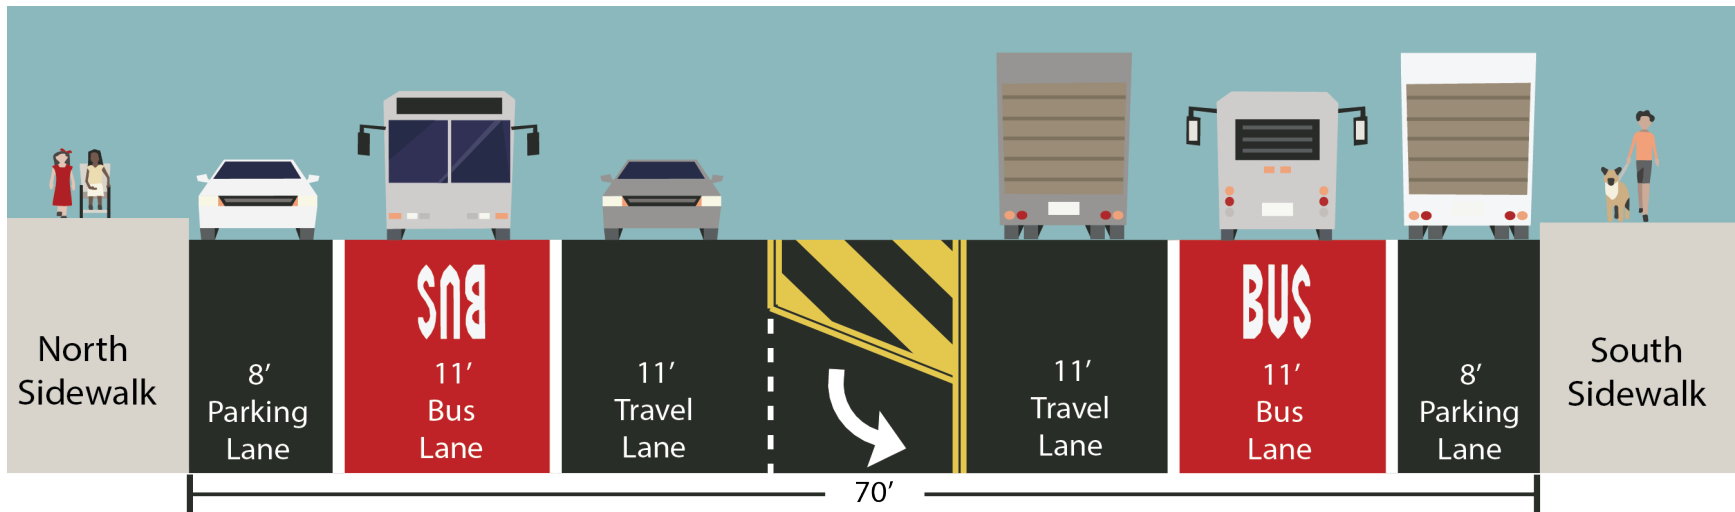 North
Sidewalk
8′
Parking
Lane
BUS
11′
Bus
Lane
11′
Travel
Lane
11′
Travel
Lane
BUS
11′
Bus
Lane
8′
Parking
Lane
South
Sidewalk
70′